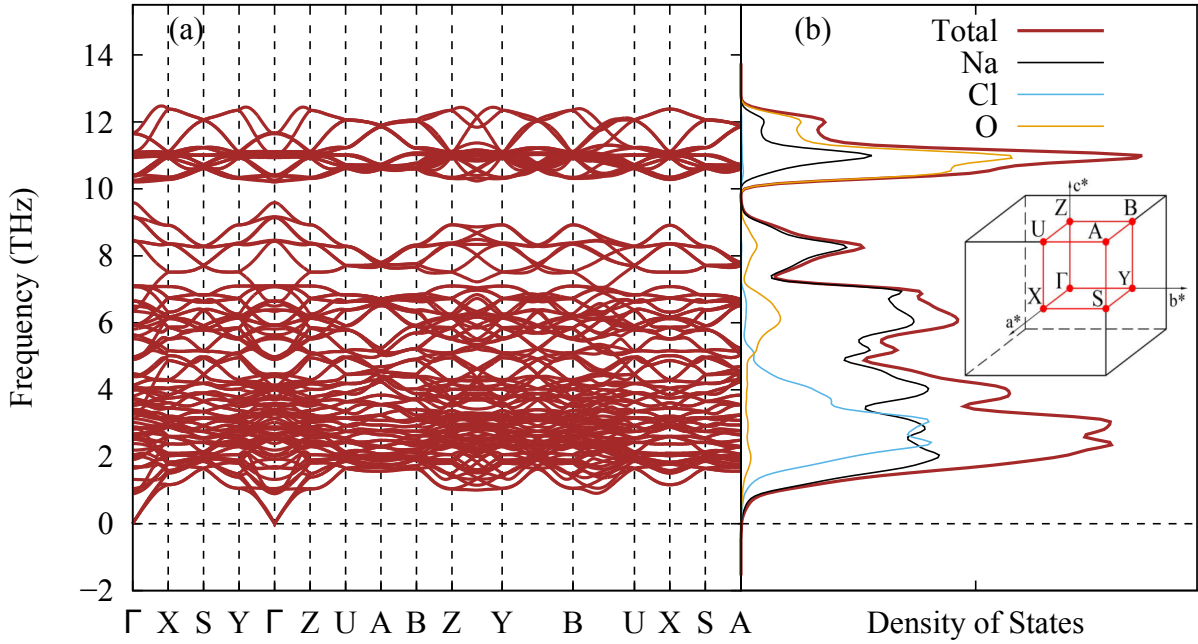 (a)
(b)
Total
Na
Cl
O
14
12
10
8
6
4
2
0
−2
Frequency (THz)
c*
Z
B
U
A
Γ
Y
X
S
b*
a*
Γ X S Y Γ Z U A B Z Y B U X S A
Density of States